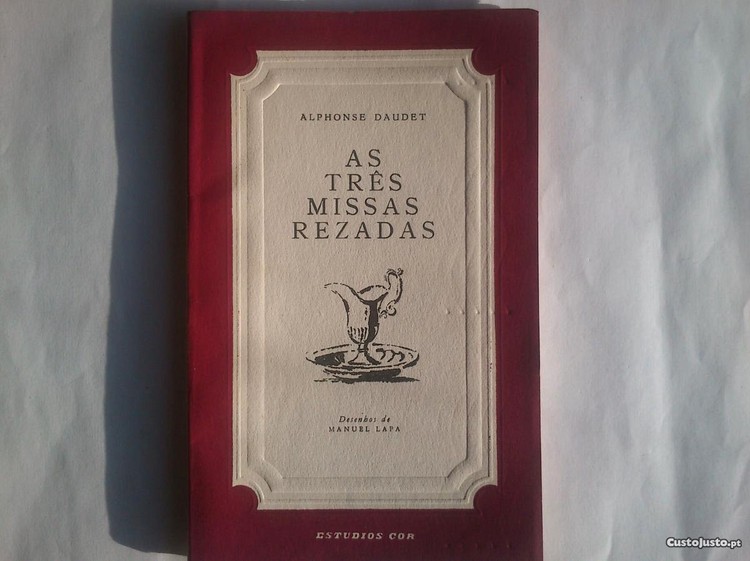 ALPHONSE DAUDET
AS
TRÊS
MISSAS
REZADAS
Desenhos de
MANUEL LAPA
ESTUDIOS COR
CustoJusto.pt